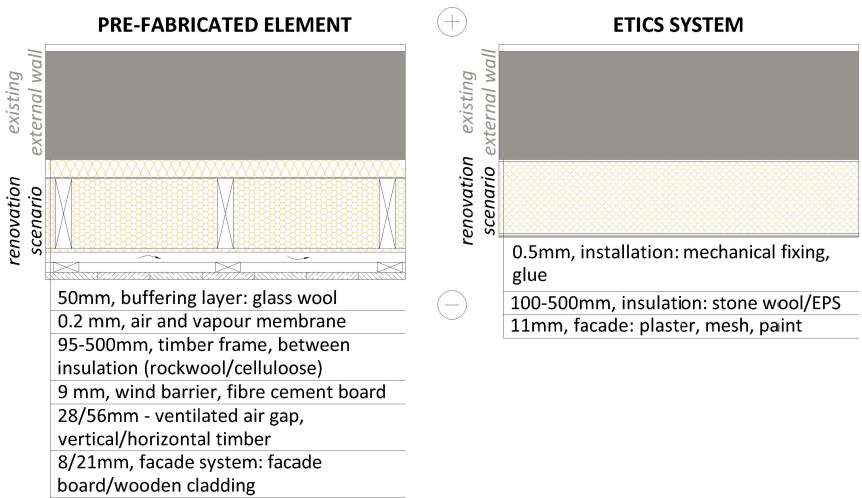 PRE-FABRICATED ELEMENT
existing
external wall
renovation
scenario
50mm, buffering layer: glass wool
0.2 mm, air and vapour membrane
95-500mm, timber frame, between
insulation (rockwool/celluloose)
9 mm, wind barrier, fibre cement board
28/56mm - ventilated air gap,
vertical/horizontal timber
8/21mm, facade system: facade
board/wooden cladding
+
−
ETICS SYSTEM
existing
external wall
renovation
scenario
0.5mm, installation: mechanical fixing,
glue
100-500mm, insulation: stone wool/EPS
11mm, facade: plaster, mesh, paint